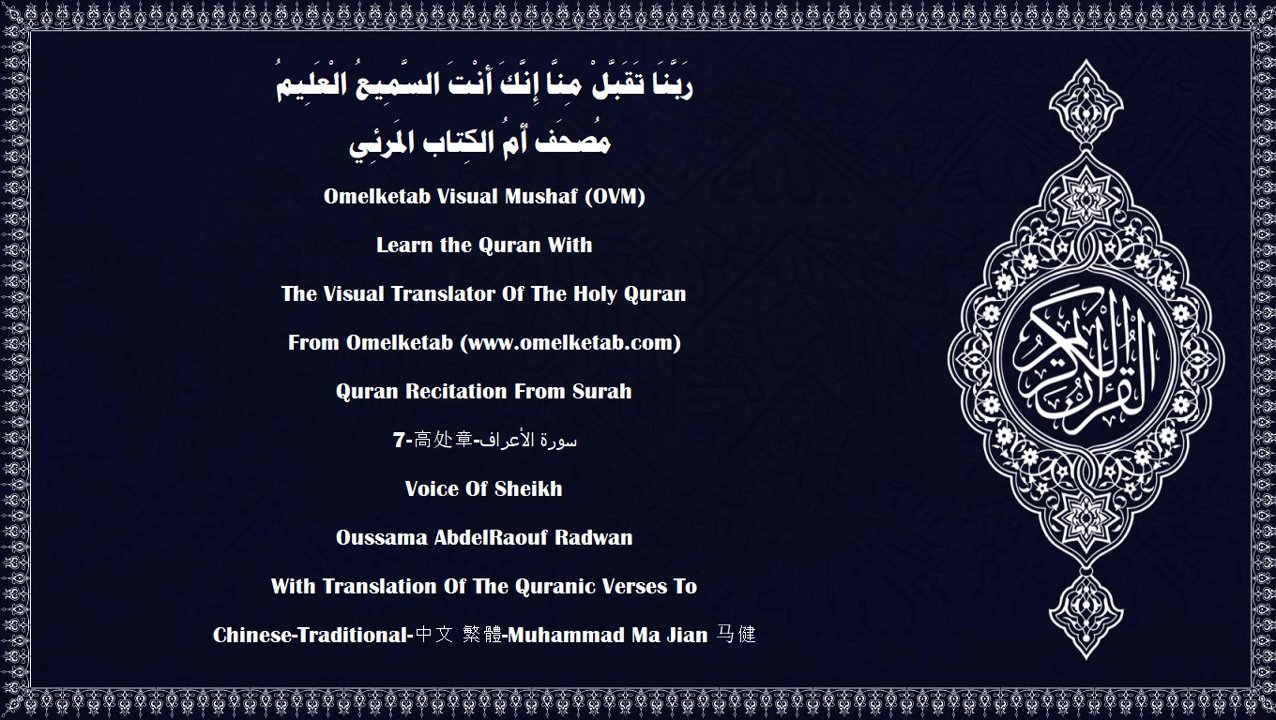 رَبَّنَا تَقَبَّلْ مِنَّا إِنَّكَ أَنْتَ السَّمِيعُ الْعَلِيمُ
مُصحَف أمُ الكِتاب المَرئِي
Omelketab Visual Mushaf (OVM)
Learn the Quran With
The Visual Translator Of The Holy Quran
From Omelketab (www.omelketab.com)
Quran Recitation From Surah
7-高处章-سورة الأعراف
Voice Of Sheikh
Oussama AbdelRaouf Radwan
With Translation Of The Quranic Verses To
Chinese-Traditional-中文 繁體-Muhammad Ma Jian 马健
القرآن الكريم